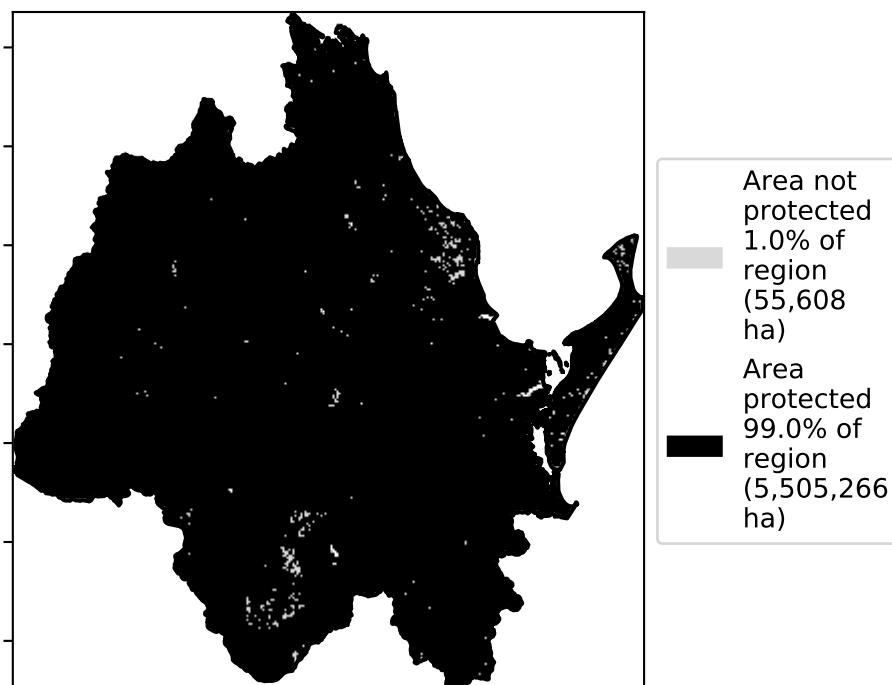 Area not
protected
1.0% of
region
(55,608
ha)
Area
protected
99.0% of
region
(5,505,266
ha)